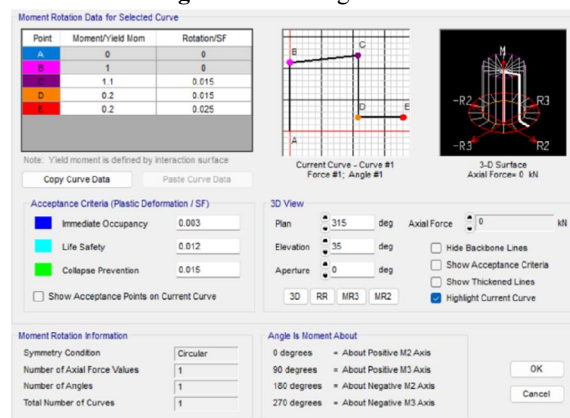 Moment Rotation Data for Selected Curve
Point Moment/Yield Mom Rotation/SF
A 0 0
B 1 0
C 1.1 0.015
D 0.2 0.015
E 0.2 0.025
Note: Yield moment is defined by interaction surface
Copy Curve Data Paste Curve Data
B C D E A
Current Curve - Curve #1
Force #1; Angle #1
M
-R2 R3
-R3 R2
3-D Surface
Axial Force= 0 kN
Acceptance Criteria (Plastic Deformation / SF)
Immediate Occupancy 0.003
Life Safety 0.012
Collapse Prevention 0.015
Show Acceptance Points on Current Curve
3D View
Plan 315 deg Axial Force 0 kN
Elevation 35 deg
Aperture 0 deg
3D RR MR3 MR2
Hide Backbone Lines
Show Acceptance Criteria
Show Thickened Lines
Highlight Current Curve
Moment Rotation Information
Symmetry Condition Circular
Number of Axial Force Values 1
Number of Angles 1
Total Number of Curves 1
Angle Is Moment About
0 degrees = About Positive M2 Axis
90 degrees = About Positive M3 Axis
180 degrees = About Negative M2 Axis
270 degrees = About Negative M3 Axis
OK
Cancel